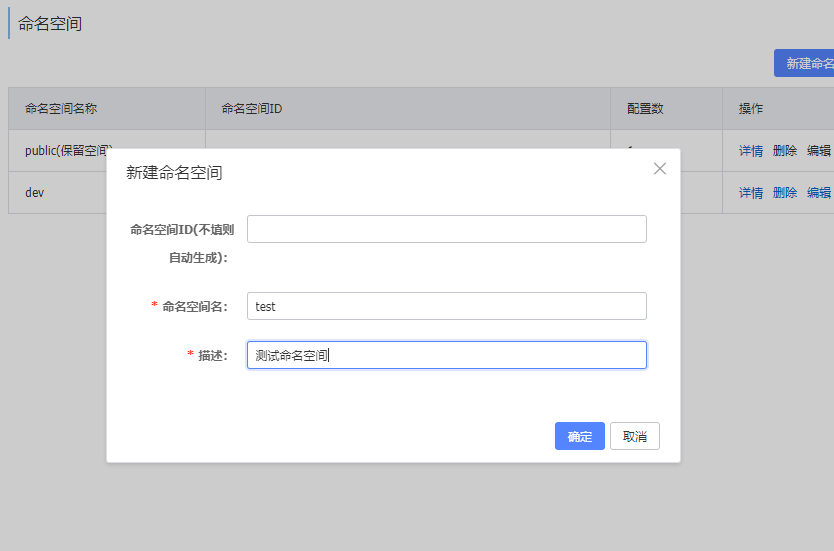 命名空间
新建命名
命名空间名称 命名空间ID 配置数 操作
public(保留空间) 详情 删除 编辑
dev 详情 删除 编辑
新建命名空间
命名空间ID(不填则
自动生成):
* 命名空间名: test
* 描述: 测试命名空间
确定 取消